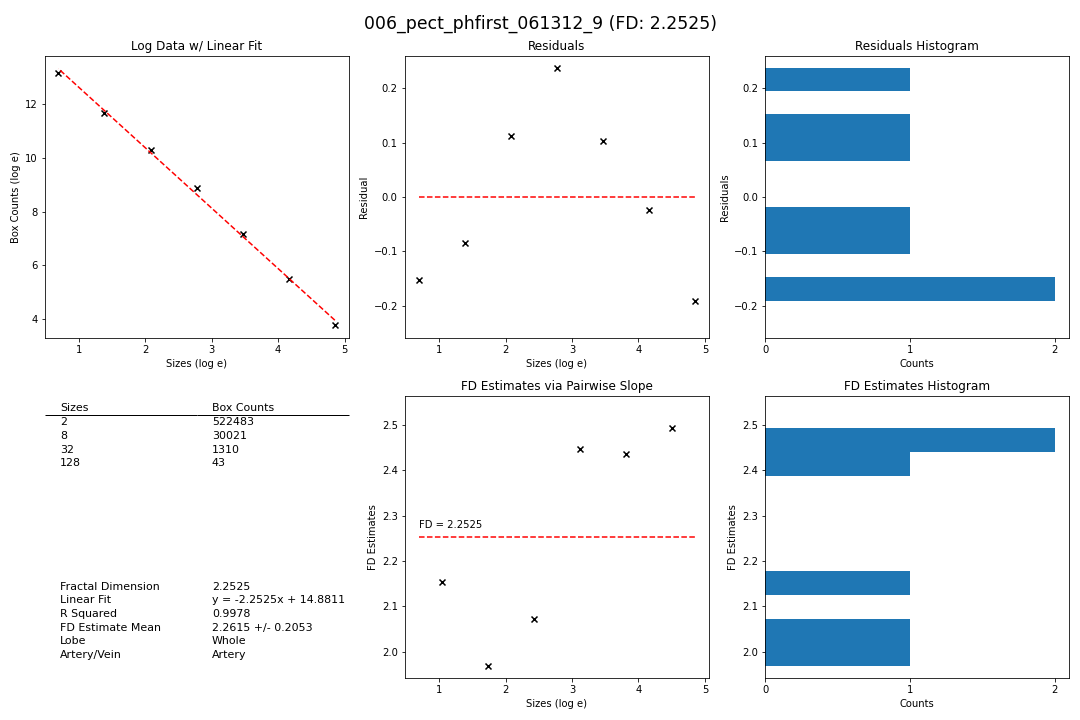 006_pect_phfirst_061312_9 (FD: 2.2525)
Log Data w/ Linear Fit
12
10
8
6
4
Box Counts (log e)
1 2 3 4 5
Sizes (log e)
Residuals
0.2
0.1
0.0
−0.1
−0.2
Residual
1 2 3 4 5
Sizes (log e)
Residuals Histogram
0.2
0.1
0.0
−0.1
−0.2
Residuals
0 1 2
Counts
Sizes Box Counts
2 522483
8 30021
32 1310
128 43
Fractal Dimension 2.2525
Linear Fit y = -2.2525x + 14.8811
R Squared 0.9978
FD Estimate Mean 2.2615 +/- 0.2053
Lobe Whole
Artery/Vein Artery
FD Estimates via Pairwise Slope
2.5
2.4
2.3
2.2
2.1
2.0
FD Estimates
FD = 2.2525
1 2 3 4 5
Sizes (log e)
FD Estimates Histogram
2.5
2.4
2.3
2.2
2.1
2.0
FD Estimates
0 1 2
Counts